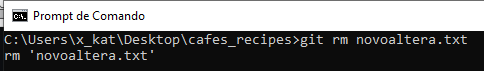 Prompt de Comando
C:\Users\x_kat\Desktop\cafes_recipes>git rm novoaltera.txt
rm 'novoaltera.txt'